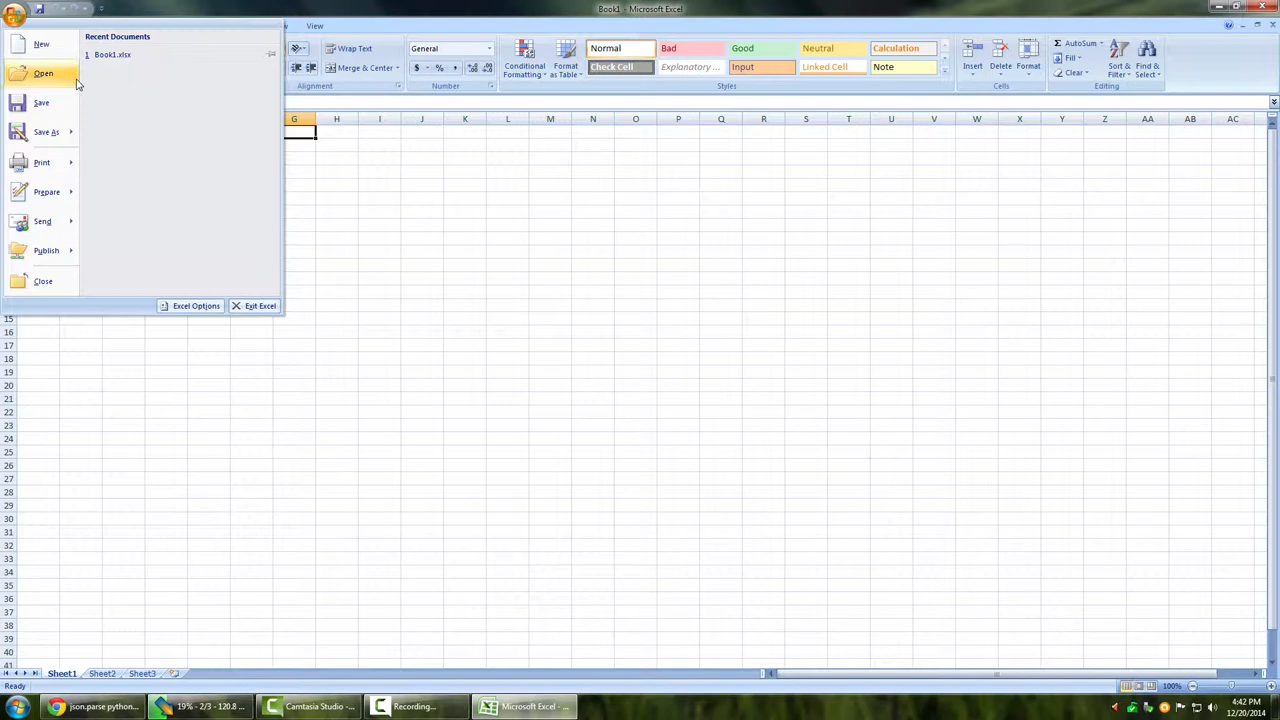 Book1 - Microsoft Excel
View
New
Open
Save
Save As
Print
Prepare
Send
Publish
Close
Recent Documents
1 Book1.xlsx
Excel Options
Exit Excel
Wrap Text
Merge & Center
Alignment
General
$ % ,
Number
Conditional Formatting
Format as Table
Normal
Bad
Good
Neutral
Calculation
Check Cell
Explanatory ...
Input
Linked Cell
Note
Styles
Insert
Delete
Format
Cells
Σ AutoSum
Fill
Clear
Sort & Filter
Find & Select
Editing
G H I J K L M N O P Q R S T U V W X Y Z AA AB AC
15
16
17
18
19
20
21
22
23
24
25
26
27
28
29
30
31
32
33
34
35
36
37
38
39
40
41
Sheet1 Sheet2 Sheet3
Ready
100%
json.parse python...
19% - 2/3 - 120.8 ...
Camtasia Studio - ...
Recording...
Microsoft Excel - ...
4:42 PM
12/20/2014